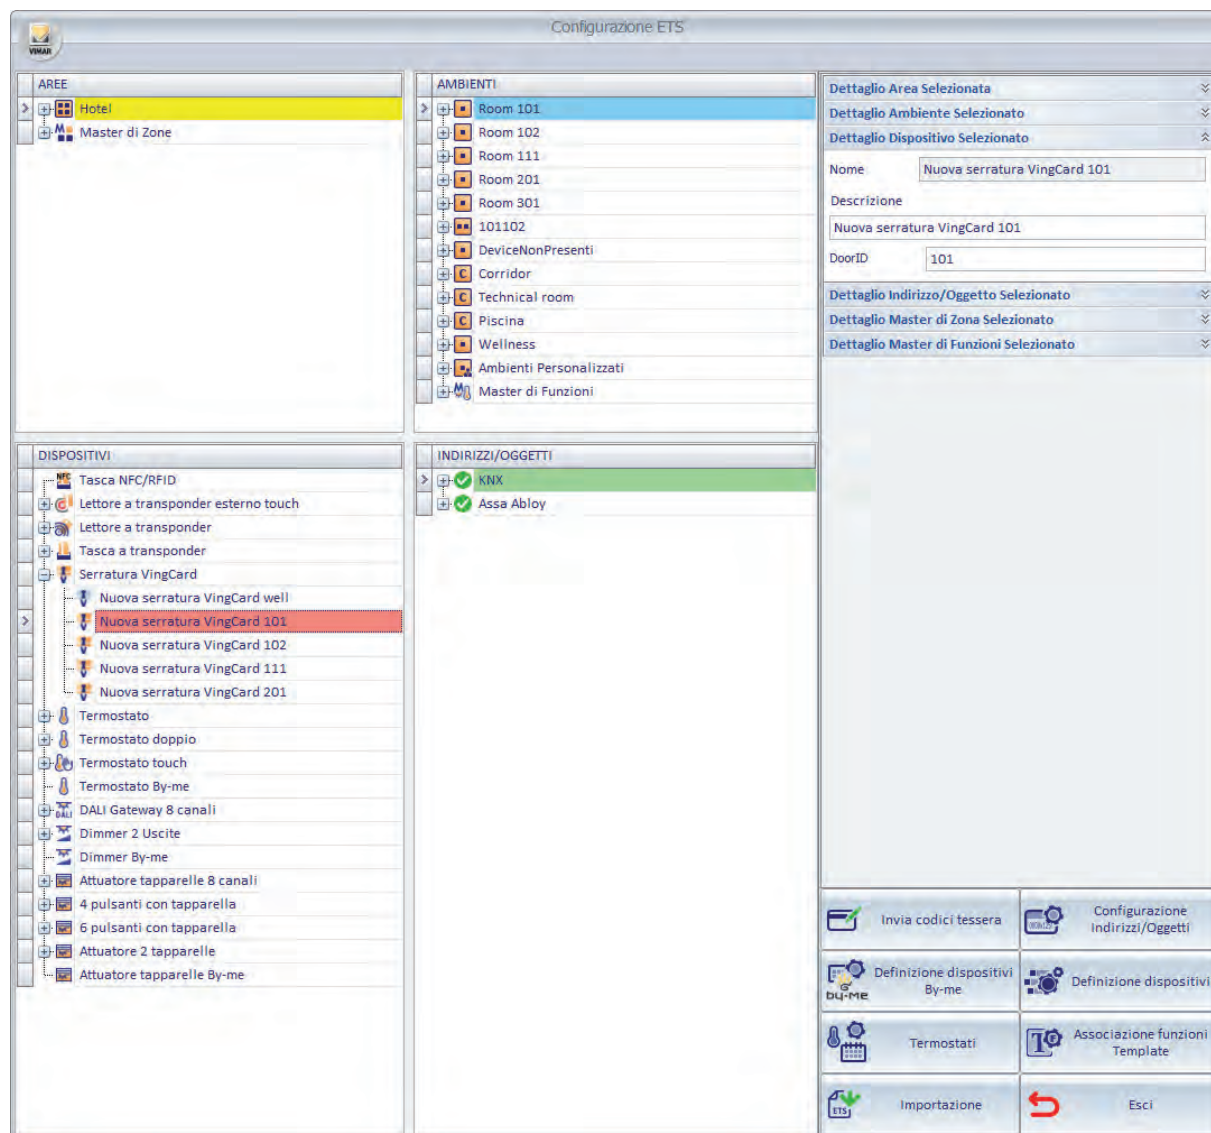 Configurazione ETS
VIMAR
AREE
Hotel
Master di Zone
AMBIENTI
Room 101
Room 102
Room 111
Room 201
Room 301
101102
DeviceNonPresenti
Corridor
Technical room
Piscina
Wellness
Ambienti Personalizzati
Master di Funzioni
Dettaglio Area Selezionata
Dettaglio Ambiente Selezionato
Dettaglio Dispositivo Selezionato
Nome Nuova serratura VingCard 101
Descrizione
Nuova serratura VingCard 101
DoorID 101
Dettaglio Indirizzo/Oggetto Selezionato
Dettaglio Master di Zona Selezionato
Dettaglio Master di Funzioni Selezionato
DISPOSITIVI
Tasca NFC/RFID
Lettore a transponder esterno touch
Lettore a transponder
Tasca a transponder
Serratura VingCard
Nuova serratura VingCard well
Nuova serratura VingCard 101
Nuova serratura VingCard 102
Nuova serratura VingCard 111
Nuova serratura VingCard 201
Termostato
Termostato doppio
Termostato touch
Termostato By-me
DALI Gateway 8 canali
Dimmer 2 Uscite
Dimmer By-me
Attuatore tapparelle 8 canali
4 pulsanti con tapparella
6 pulsanti con tapparella
Attuatore 2 tapparelle
Attuatore tapparelle By-me
INDIRIZZI/OGGETTI
KNX
Assa Abloy
Invia codici tessera
Configurazione
Indirizzi/Oggetti
Definizione dispositivi
By-me
by-me
Definizione dispositivi
Termostati
Associazione funzioni
Template
ETS
Importazione
Esci